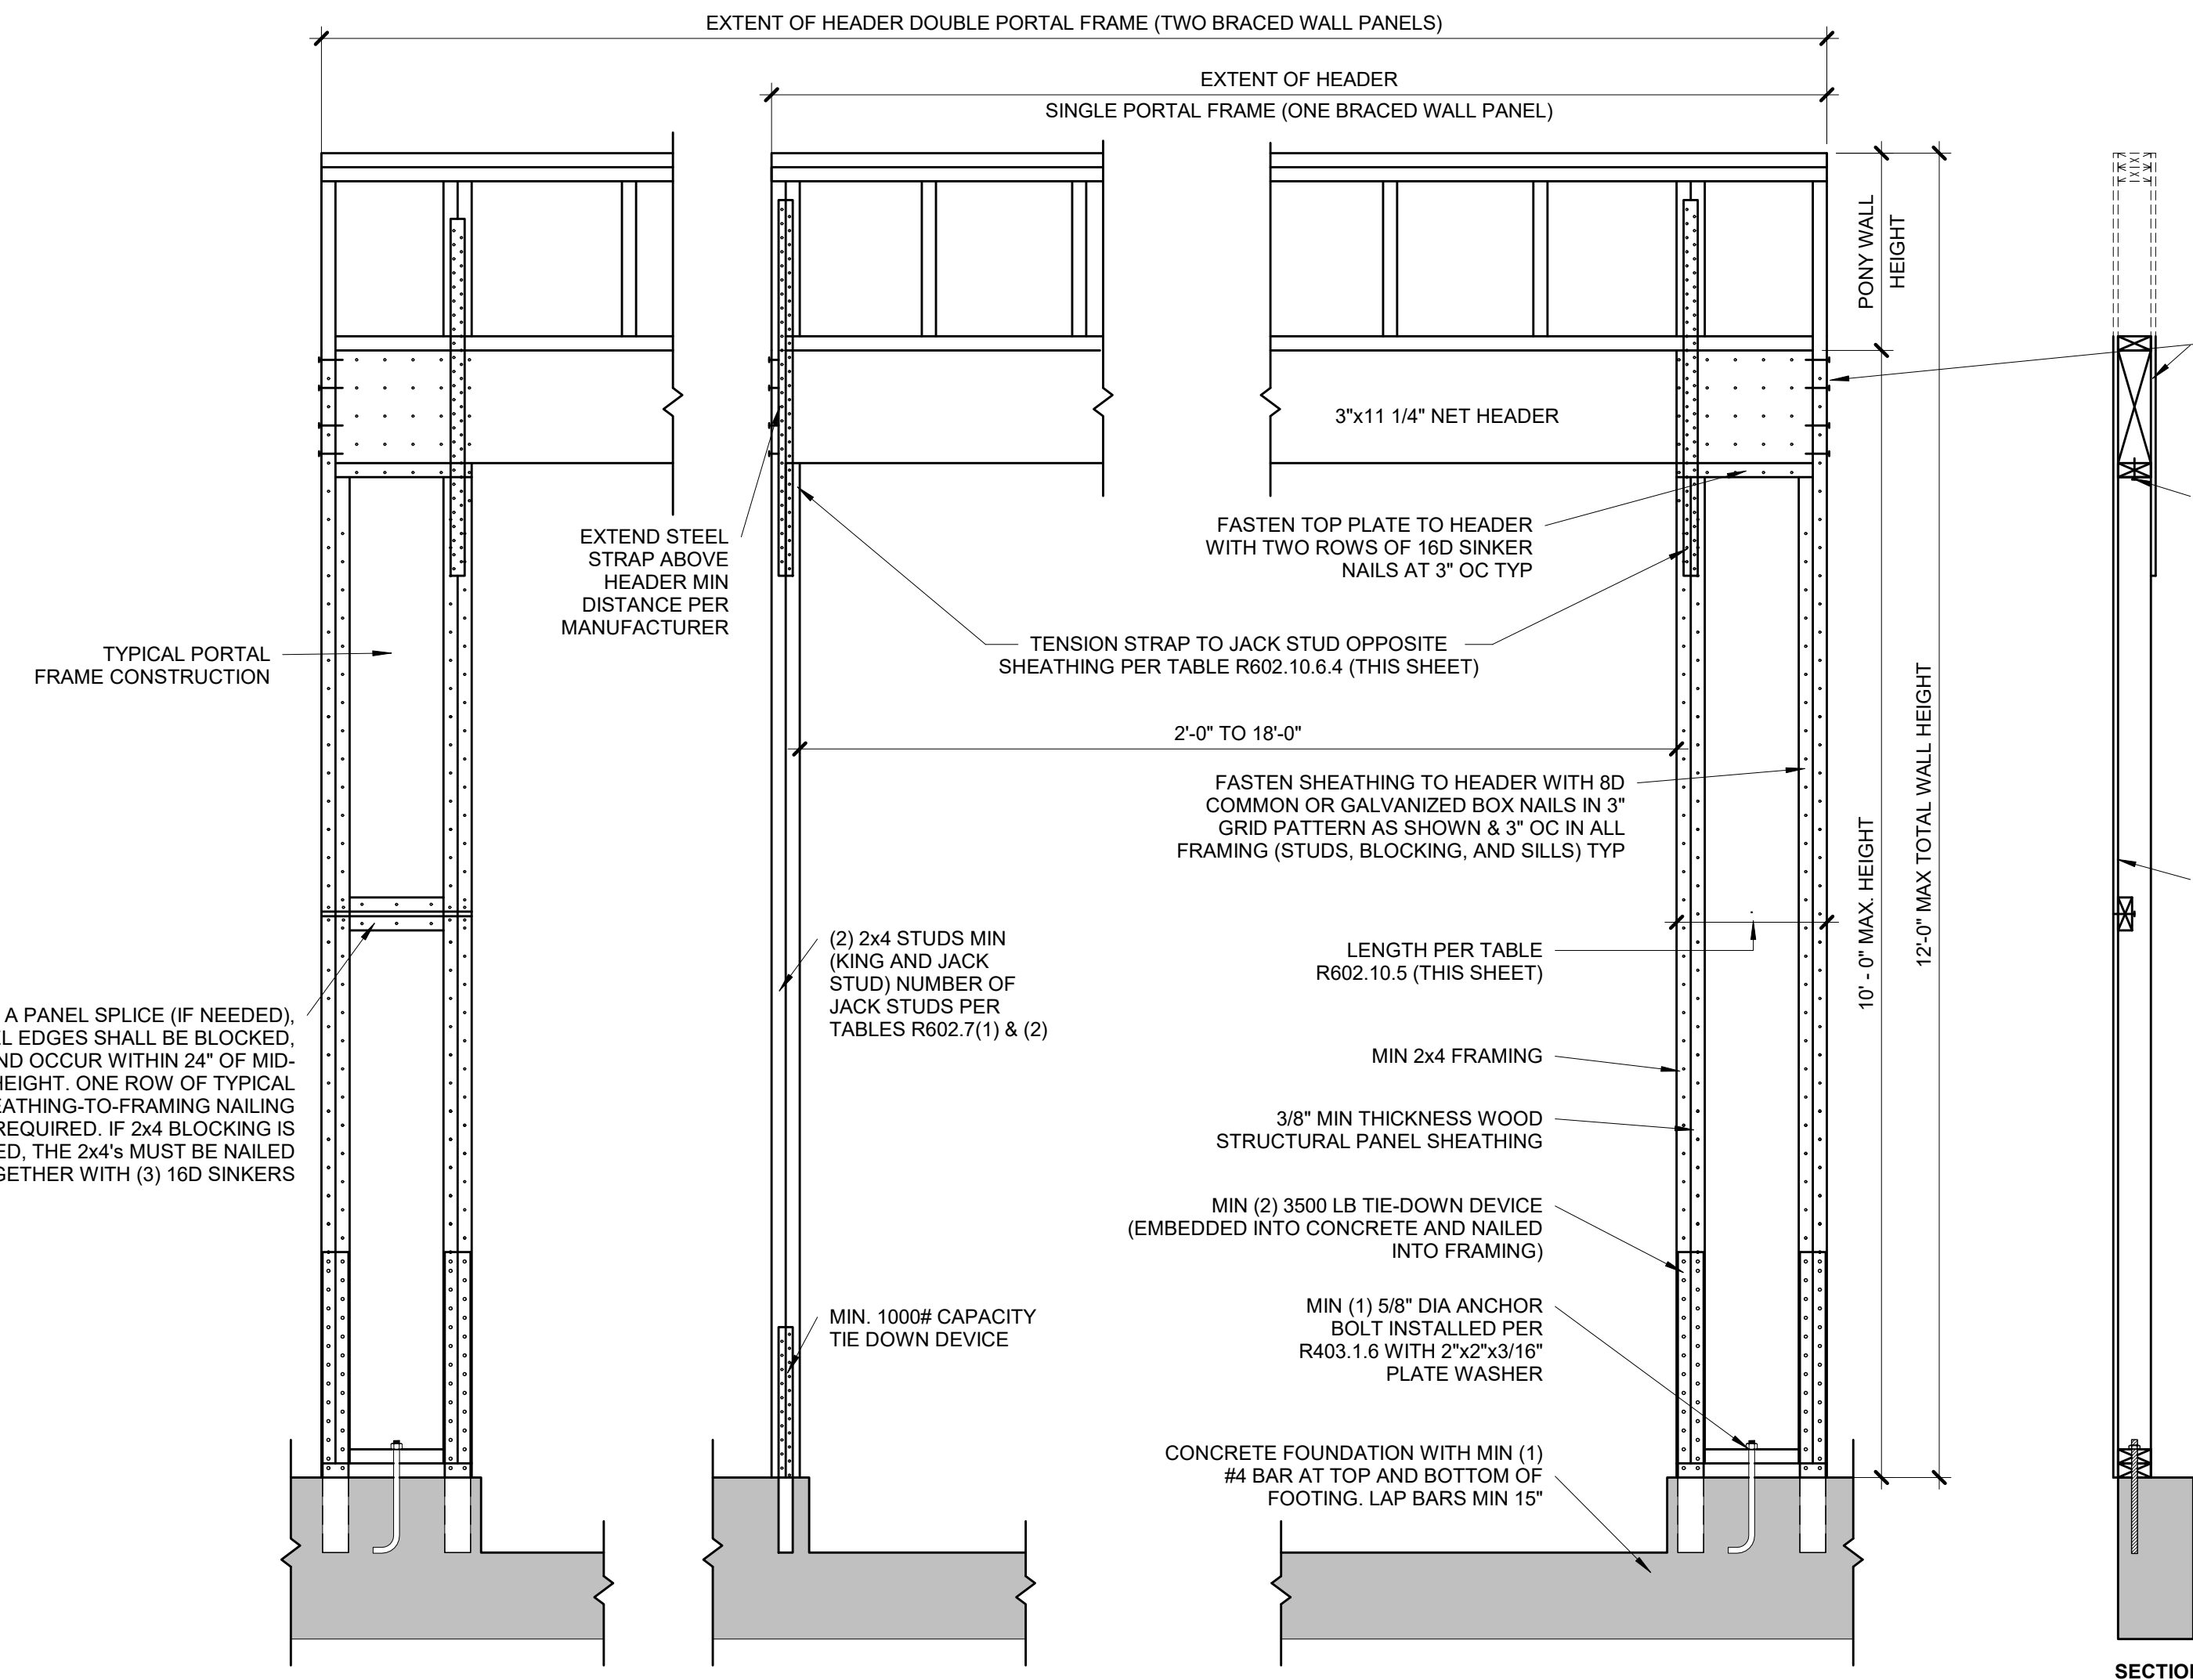 EXTENT OF HEADER DOUBLE PORTAL FRAME (TWO BRACED WALL PANELS)
EXTENT OF HEADER
SINGLE PORTAL FRAME (ONE BRACED WALL PANEL)
PONY WALL
HEIGHT
3"x11 1/4" NET HEADER
EXTEND STEEL
STRAP ABOVE
HEADER MIN
DISTANCE PER
MANUFACTURER
FASTEN TOP PLATE TO HEADER
WITH TWO ROWS OF 16D SINKER
NAILS AT 3" OC TYP
TYPICAL PORTAL
FRAME CONSTRUCTION
TENSION STRAP TO JACK STUD OPPOSITE
SHEATHING PER TABLE R602.10.6.4 (THIS SHEET)
2'-0" TO 18'-0"
FASTEN SHEATHING TO HEADER WITH 8D
COMMON OR GALVANIZED BOX NAILS IN 3"
GRID PATTERN AS SHOWN & 3" OC IN ALL
FRAMING (STUDS, BLOCKING, AND SILLS) TYP
10' - 0" MAX. HEIGHT
12'-0" MAX TOTAL WALL HEIGHT
(2) 2x4 STUDS MIN
(KING AND JACK
STUD) NUMBER OF
JACK STUDS PER
TABLES R602.7(1) & (2)
LENGTH PER TABLE
R602.10.5 (THIS SHEET)
A PANEL SPLICE (IF NEEDED),
EDGES SHALL BE BLOCKED,
OCCUR WITHIN 24" OF MID-
HEIGHT. ONE ROW OF TYPICAL
EATHING-TO-FRAMING NAILING
REQUIRED. IF 2x4 BLOCKING IS
ED, THE 2x4's MUST BE NAILED
GETHER WITH (3) 16D SINKERS
MIN 2x4 FRAMING
3/8" MIN THICKNESS WOOD
STRUCTURAL PANEL SHEATHING
MIN (2) 3500 LB TIE-DOWN DEVICE
(EMBEDDED INTO CONCRETE AND NAILED
INTO FRAMING)
MIN. 1000# CAPACITY
TIE DOWN DEVICE
MIN (1) 5/8" DIA ANCHOR
BOLT INSTALLED PER
R403.1.6 WITH 2"x2"x3/16"
PLATE WASHER
CONCRETE FOUNDATION WITH MIN (1)
#4 BAR AT TOP AND BOTTOM OF
FOOTING. LAP BARS MIN 15"
SECTION